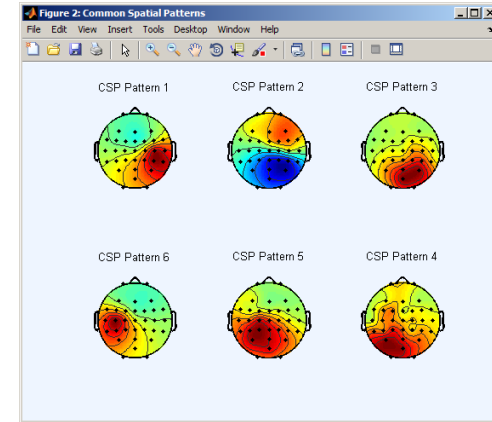 Figure 2: Common Spatial Patterns
File Edit View Insert Tools Desktop Window Help
CSP Pattern 1 CSP Pattern 2 CSP Pattern 3
CSP Pattern 6 CSP Pattern 5 CSP Pattern 4